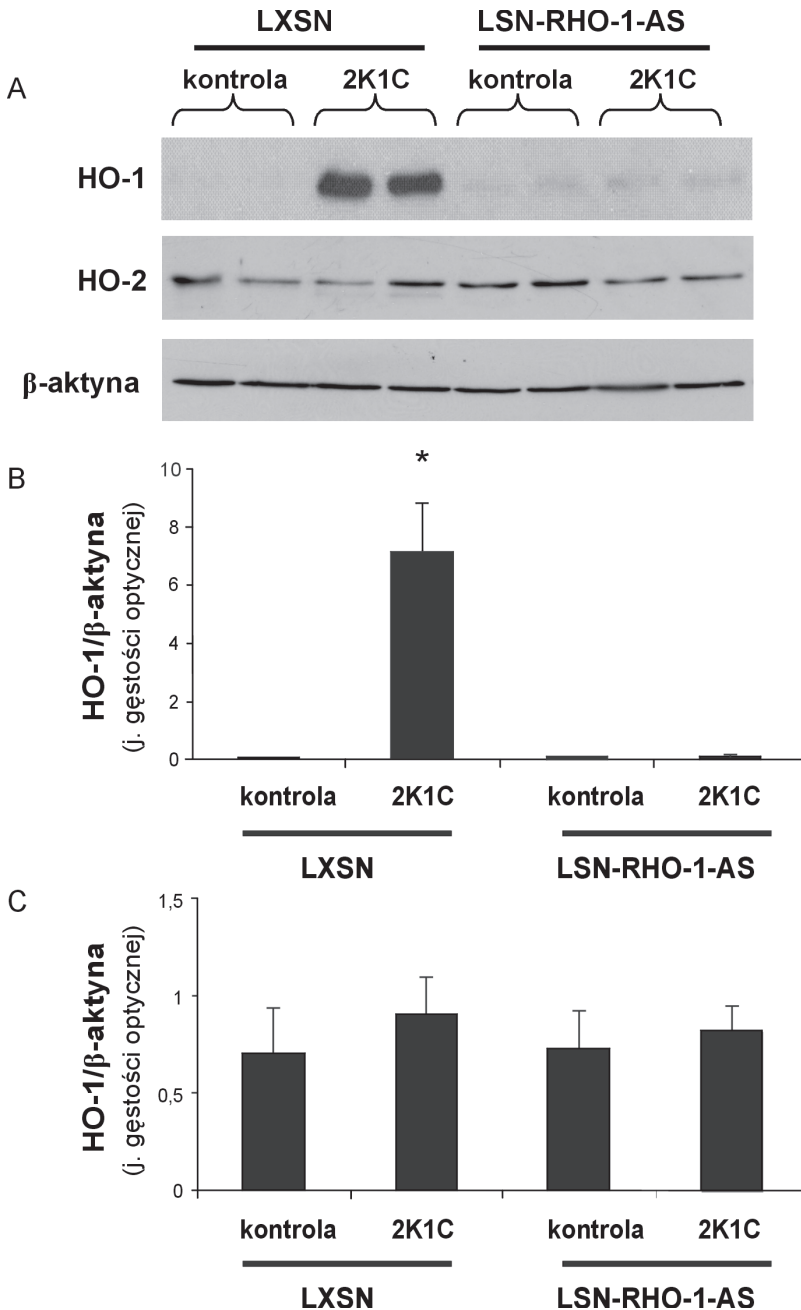 LXSN LSN-RHO-1-AS
A kontrola 2K1C kontrola 2K1C
HO-1
HO-2
β-aktyna
B
HO-1/β-aktyna
(j. gęstości optycznej)
10
*
8
6
4
2
0
kontrola 2K1C kontrola 2K1C
LXSN LSN-RHO-1-AS
C
HO-1/β-aktyna
(j. gęstości optycznej)
1,5
1
0,5
0
kontrola 2K1C kontrola 2K1C
LXSN LSN-RHO-1-AS